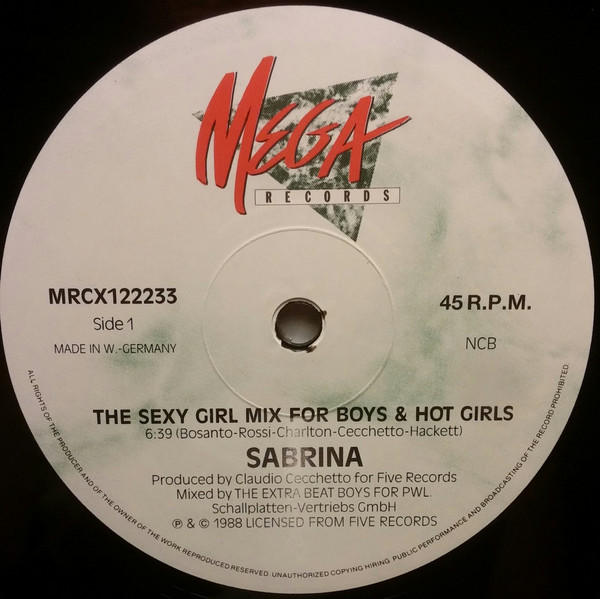 MEGA
RECORDS
MRCX122233
Side 1
MADE IN W.-GERMANY
45 R.P.M.
NCB
THE SEXY GIRL MIX FOR BOYS & HOT GIRLS
6:39 (Bosanto-Rossi-Charlton-Cecchetto-Hackett)
SABRINA
Produced by Claudio Cecchetto for Five Records
Mixed by THE EXTRA BEAT BOYS FOR PWL.
Schallplatten-Vertriebs GmbH
℗ & © 1988 LICENSED FROM FIVE RECORDS
ALL RIGHTS OF THE PRODUCER AND OF THE OWNER OF THE WORK REPRODUCED RESERVED. UNAUTHORIZED COPYING HIRING PUBLIC PERFORMANCE AND BROADCASTING OF THE RECORD PROHIBITED.